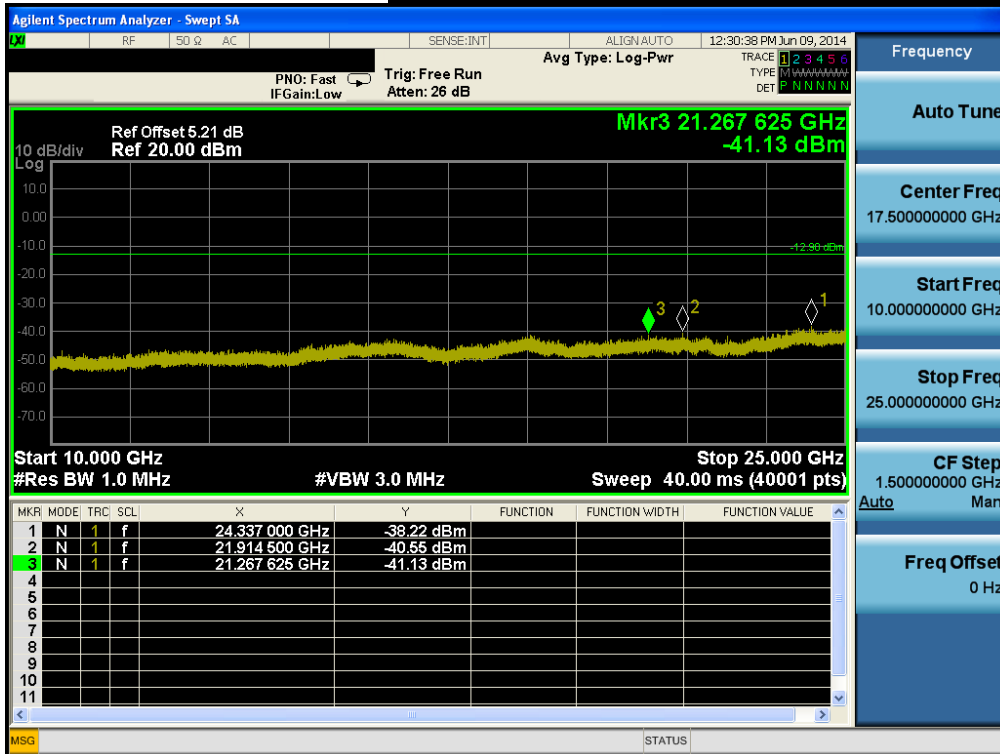 Agilent Spectrum Analyzer - Swept SA
LXI RF 50 Ω AC SENSE:INT ALIGN AUTO 12:30:38 PM Jun 09, 2014
PNO: Fast
IFGain:Low
Trig: Free Run
Atten: 26 dB
Avg Type: Log-Pwr
TRACE 1 2 3 4 5 6
TYPE M
DET P N N N N N
Ref Offset 5.21 dB
10 dB/div Ref 20.00 dBm
Log
Mkr3 21.267 625 GHz
-41.13 dBm
10.0
0.00
-10.0
-12.90 dBm
-20.0
-30.0
3 2 1
-40.0
-50.0
-60.0
-70.0
Start 10.000 GHz Stop 25.000 GHz
#Res BW 1.0 MHz #VBW 3.0 MHz Sweep 40.00 ms (40001 pts)
MKR MODE TRC SCL X Y FUNCTION FUNCTION WIDTH FUNCTION VALUE
1 N 1 f 24.337 000 GHz -38.22 dBm
2 N 1 f 21.914 500 GHz -40.55 dBm
3 N 1 f 21.267 625 GHz -41.13 dBm
4
5
6
7
8
9
10
11
MSG STATUS
Frequency
Auto Tune
Center Freq
17.500000000 GHz
Start Freq
10.000000000 GHz
Stop Freq
25.000000000 GHz
CF Step
1.500000000 GHz
Auto Man
Freq Offset
0 Hz